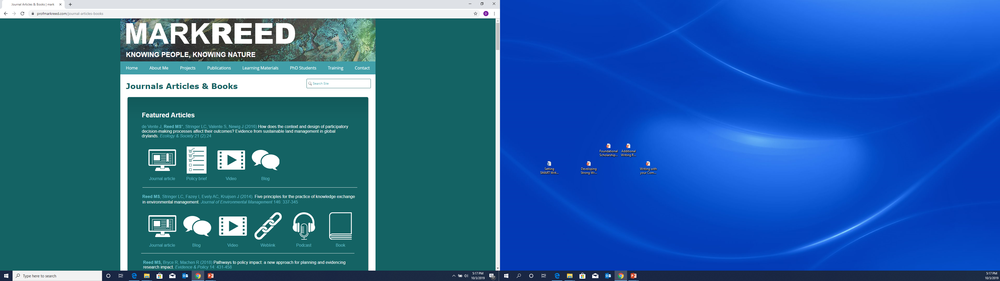 Journal Articles & Books | mark
profmarkreed.com/journal-articles-books
D
MARKREED
KNOWING PEOPLE, KNOWING NATURE
Home About Me Projects Publications Learning Materials PhD Students Training Contact
Journals Articles & Books
Search Site
Featured Articles
de Vente J, Reed MS*, Stringer LC, Valente S, Newig J (2016) How does the context and design of participatory
decision-making processes affect their outcomes? Evidence from sustainable land management in global
drylands. Ecology & Society 21 (2):24
Journal article Policy brief Video Blog
Reed MS, Stringer LC, Fazey I, Evely AC, Kruijsen J (2014). Five principles for the practice of knowledge exchange
in environmental management. Journal of Environmental Management 146: 337-345
Journal article Blog Video Weblink Podcast Book
Reed MS, Bryce R, Machen R (2018) Pathways to policy impact: a new approach for planning and evidencing
research impact. Evidence & Policy 14: 431-458
Type here to search
5:17 PM
10/3/2019
17
Foundational
Scholarship...
Additional
Writing R...
Setting
SMART Writ...
Developing
Strong Wr...
Writing with
your Com...
5:17 PM
10/3/2019